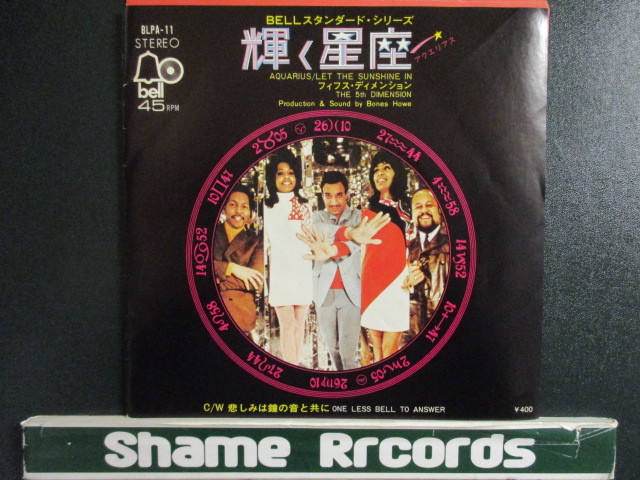 BLPA-11
STEREO
bell
45 RPM
BELLスタンダード・シリーズ
輝く星座
アクエリアス
AQUARIUS/LET THE SUNSHINE IN
フィフス・ディメンション
THE 5th DIMENSION
Production & Sound by Bones Howe
C/W 悲しみは鐘の音と共に ONE LESS BELL TO ANSWER
￥400
Shame Rrcords